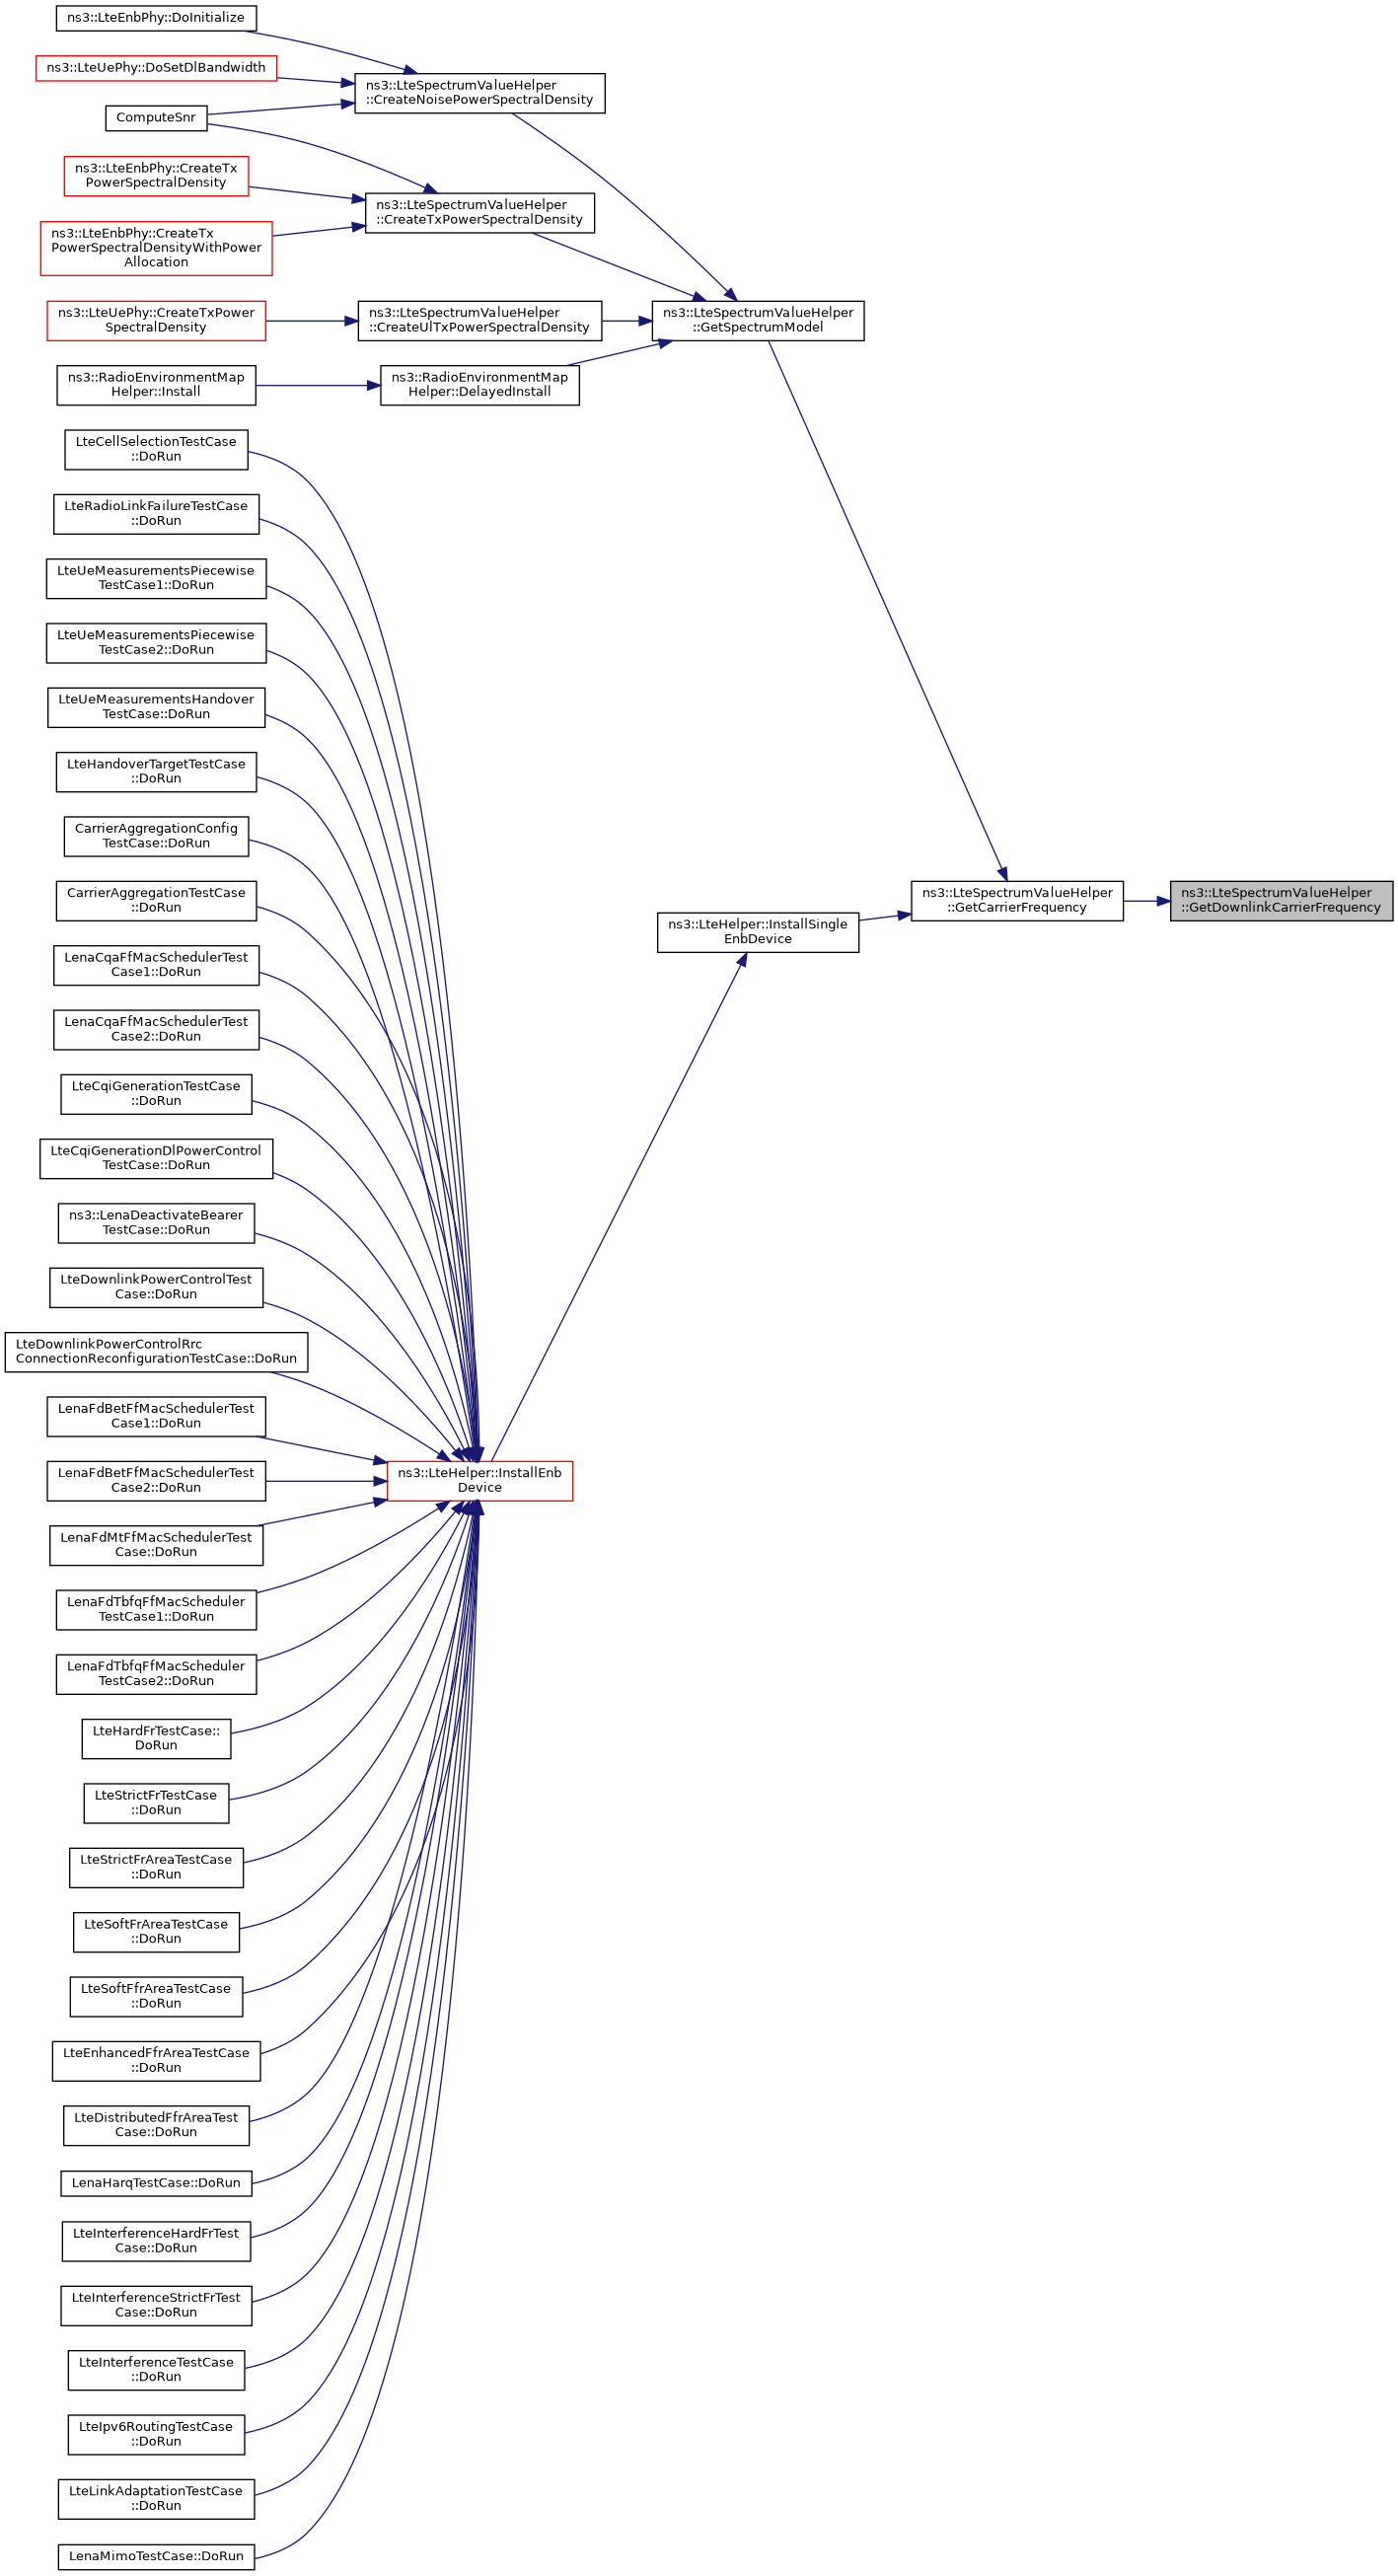 ns3::LteEnbPhy::DoInitialize
ns3::LteUePhy::DoSetDlBandwidth
ns3::LteSpectrumValueHelper
::CreateNoisePowerSpectralDensity
ComputeSnr
ns3::LteEnbPhy::CreateTx
PowerSpectralDensity
ns3::LteSpectrumValueHelper
::CreateTxPowerSpectralDensity
ns3::LteEnbPhy::CreateTx
PowerSpectralDensityWithPower
Allocation
ns3::LteUePhy::CreateTxPower
SpectralDensity
ns3::LteSpectrumValueHelper
::CreateUlTxPowerSpectralDensity
ns3::LteSpectrumValueHelper
::GetSpectrumModel
ns3::RadioEnvironmentMap
Helper::Install
ns3::RadioEnvironmentMap
Helper::DelayedInstall
LteCellSelectionTestCase
::DoRun
LteRadioLinkFailureTestCase
::DoRun
LteUeMeasurementsPiecewise
TestCase1::DoRun
LteUeMeasurementsPiecewise
TestCase2::DoRun
LteUeMeasurementsHandover
TestCase::DoRun
LteHandoverTargetTestCase
::DoRun
CarrierAggregationConfig
TestCase::DoRun
CarrierAggregationTestCase
::DoRun
ns3::LteHelper::InstallSingle
EnbDevice
ns3::LteSpectrumValueHelper
::GetCarrierFrequency
ns3::LteSpectrumValueHelper
::GetDownlinkCarrierFrequency
LenaCqaFfMacSchedulerTest
Case1::DoRun
LenaCqaFfMacSchedulerTest
Case2::DoRun
LteCqiGenerationTestCase
::DoRun
LteCqiGenerationDlPowerControl
TestCase::DoRun
ns3::LenaDeactivateBearer
TestCase::DoRun
LteDownlinkPowerControlTest
Case::DoRun
LteDownlinkPowerControlRrc
ConnectionReconfigurationTestCase::DoRun
LenaFdBetFfMacSchedulerTest
Case1::DoRun
LenaFdBetFfMacSchedulerTest
Case2::DoRun
ns3::LteHelper::InstallEnb
Device
LenaFdMtFfMacSchedulerTest
Case::DoRun
LenaFdTbfqFfMacScheduler
TestCase1::DoRun
LenaFdTbfqFfMacScheduler
TestCase2::DoRun
LteHardFrTestCase::
DoRun
LteStrictFrTestCase
::DoRun
LteStrictFrAreaTestCase
::DoRun
LteSoftFrAreaTestCase
::DoRun
LteSoftFfrAreaTestCase
::DoRun
LteEnhancedFfrAreaTestCase
::DoRun
LteDistributedFfrAreaTest
Case::DoRun
LenaHarqTestCase::DoRun
LteInterferenceHardFrTest
Case::DoRun
LteInterferenceStrictFrTest
Case::DoRun
LteInterferenceTestCase
::DoRun
LteIpv6RoutingTestCase
::DoRun
LteLinkAdaptationTestCase
::DoRun
LenaMimoTestCase::DoRun